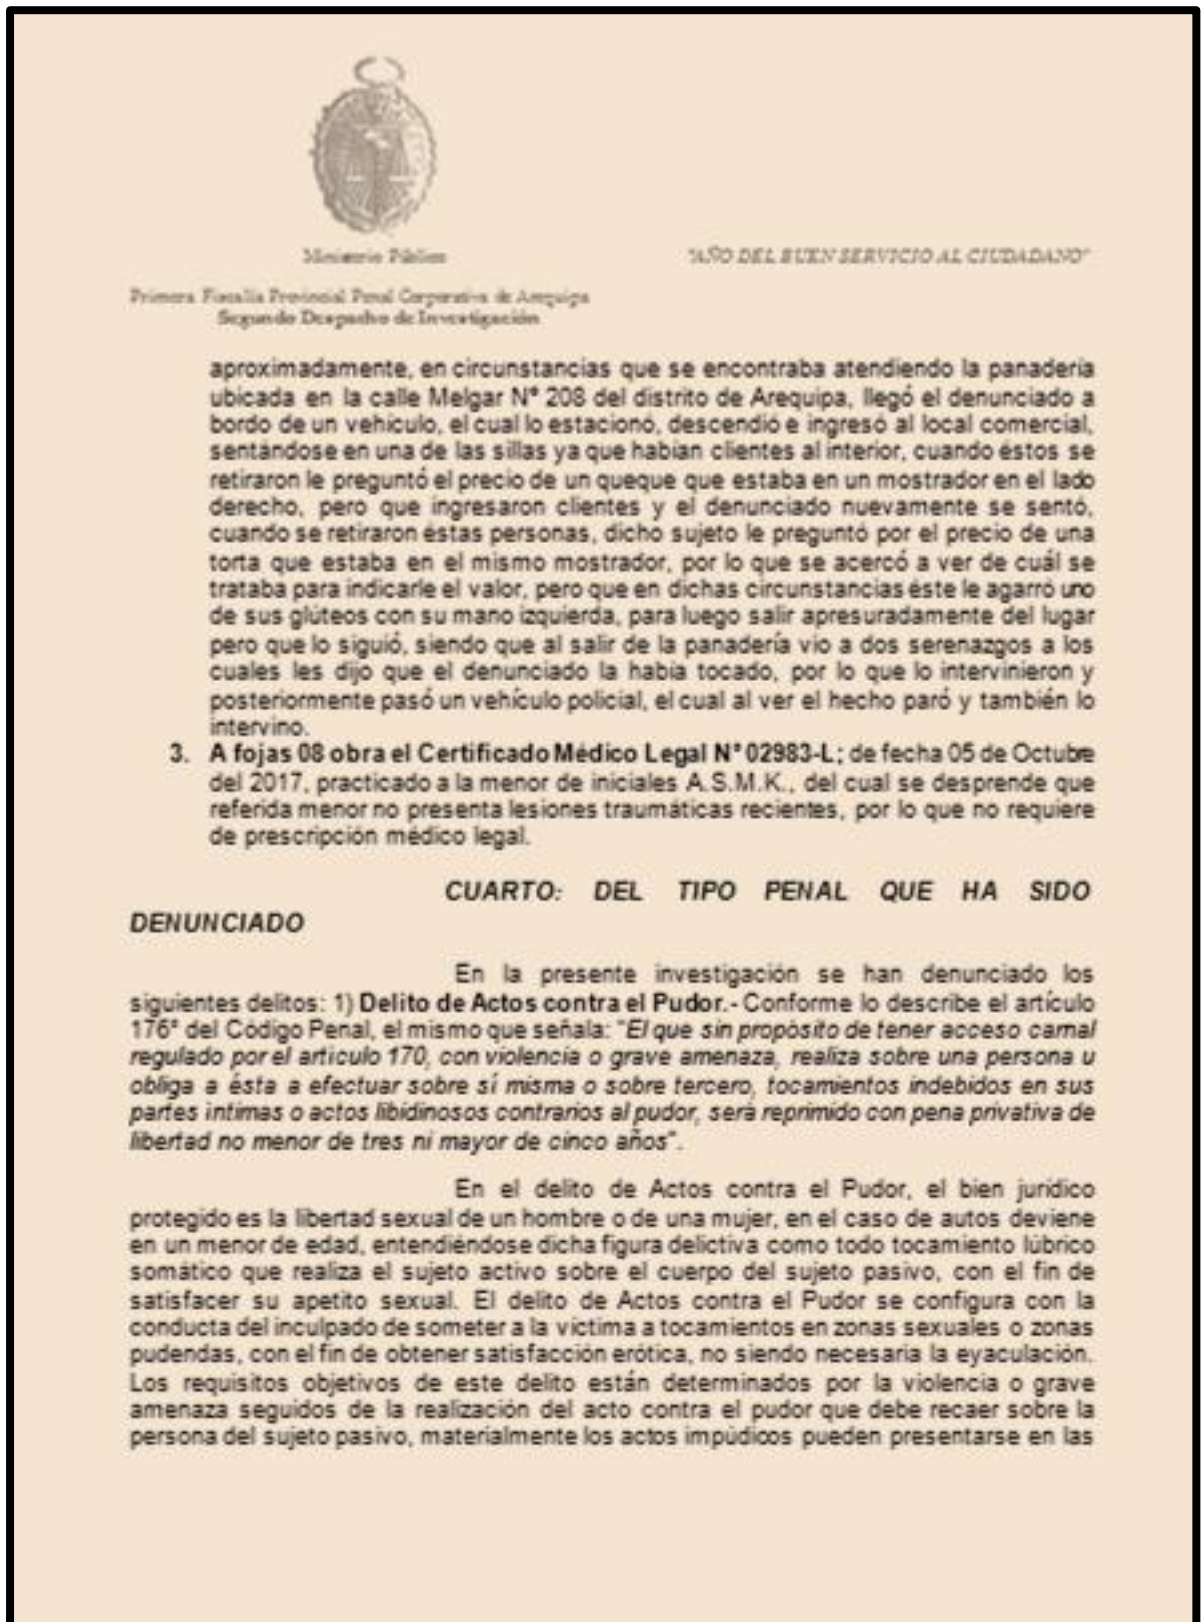 Ministerio Público
"AÑO DEL BUEN SERVICIO AL CIUDADANO"
Primera Fiscalía Provincial Penal Corporativa de Arequipa
Segundo Despacho de Investigación
aproximadamente, en circunstancias que se encontraba atendiendo la panadería
ubicada en la calle Melgar N° 208 del distrito de Arequipa, llegó el denunciado a
bordo de un vehículo, el cual lo estacionó, descendió e ingresó al local comercial,
sentándose en una de las sillas ya que habían clientes al interior, cuando éstos se
retiraron le preguntó el precio de un queque que estaba en un mostrador en el lado
derecho, pero que ingresaron clientes y el denunciado nuevamente se sentó,
cuando se retiraron éstas personas, dicho sujeto le preguntó por el precio de una
torta que estaba en el mismo mostrador, por lo que se acercó a ver de cuál se
trataba para indicarle el valor, pero que en dichas circunstancias éste le agarró uno
de sus glúteos con su mano izquierda, para luego salir apresuradamente del lugar
pero que lo siguió, siendo que al salir de la panadería vio a dos serenazgos a los
cuales les dijo que el denunciado la había tocado, por lo que lo intervinieron y
posteriormente pasó un vehículo policial, el cual al ver el hecho paró y también lo
intervino.
3. A fojas 08 obra el Certificado Médico Legal N° 02983-L; de fecha 05 de Octubre
del 2017, practicado a la menor de iniciales A.S.M.K., del cual se desprende que
referida menor no presenta lesiones traumáticas recientes, por lo que no requiere
de prescripción médico legal.
CUARTO: DEL TIPO PENAL QUE HA SIDO
DENUNCIADO
En la presente investigación se han denunciado los
siguientes delitos: 1) Delito de Actos contra el Pudor.- Conforme lo describe el artículo
176° del Código Penal, el mismo que señala: "El que sin propósito de tener acceso carnal
regulado por el artículo 170, con violencia o grave amenaza, realiza sobre una persona u
obliga a ésta a efectuar sobre sí misma o sobre tercero, tocamientos indebidos en sus
partes intimas o actos libidinosos contrarios al pudor, será reprimido con pena privativa de
libertad no menor de tres ni mayor de cinco años".
En el delito de Actos contra el Pudor, el bien jurídico
protegido es la libertad sexual de un hombre o de una mujer, en el caso de autos deviene
en un menor de edad, entendiéndose dicha figura delictiva como todo tocamiento lúbrico
somático que realiza el sujeto activo sobre el cuerpo del sujeto pasivo, con el fin de
satisfacer su apetito sexual. El delito de Actos contra el Pudor se configura con la
conducta del inculpado de someter a la víctima a tocamientos en zonas sexuales o zonas
pudendas, con el fin de obtener satisfacción erótica, no siendo necesaria la eyaculación.
Los requisitos objetivos de este delito están determinados por la violencia o grave
amenaza seguidos de la realización del acto contra el pudor que debe recaer sobre la
persona del sujeto pasivo, materialmente los actos impúdicos pueden presentarse en las